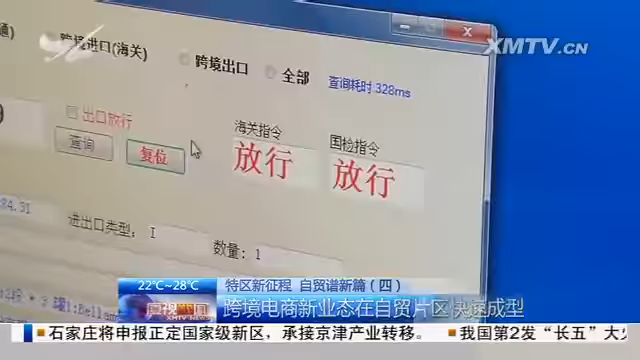 XMTV.CN
通)
跨境进口(海关)
跨境出口
全部
查询耗时:328ms
出口放行
海关指令
国检指令
查询
复位
放行
放行
84.3I
进出口类型：
I
数量：
1
22℃~28℃
特区新征程 自贸谱新篇（四）
跨境电商新业态在自贸片区快速成型
石家庄将申报正定国家级新区，承接京津产业转移。
我国第2发“长五”大火